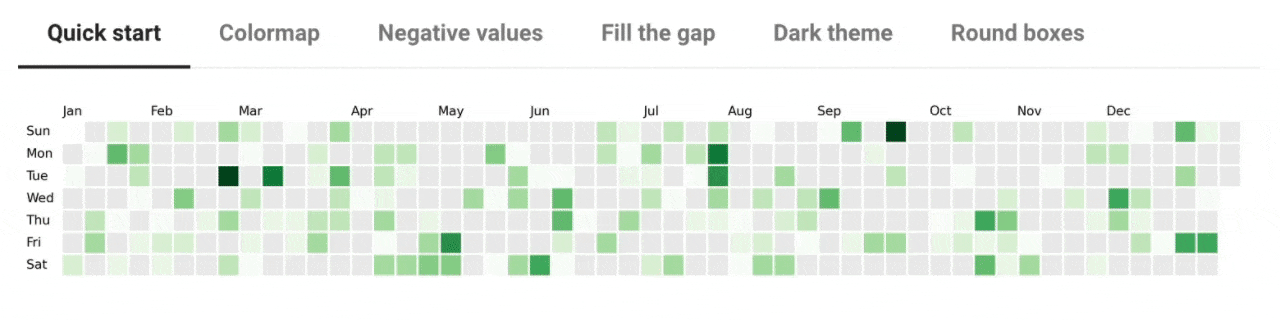 Quick start Colormap Negative values Fill the gap Dark theme Round boxes
Jan Feb Mar Apr May Jun Jul Aug Sep Oct Nov Dec
Sun
Mon
Tue
Wed
Thu
Fri
Sat